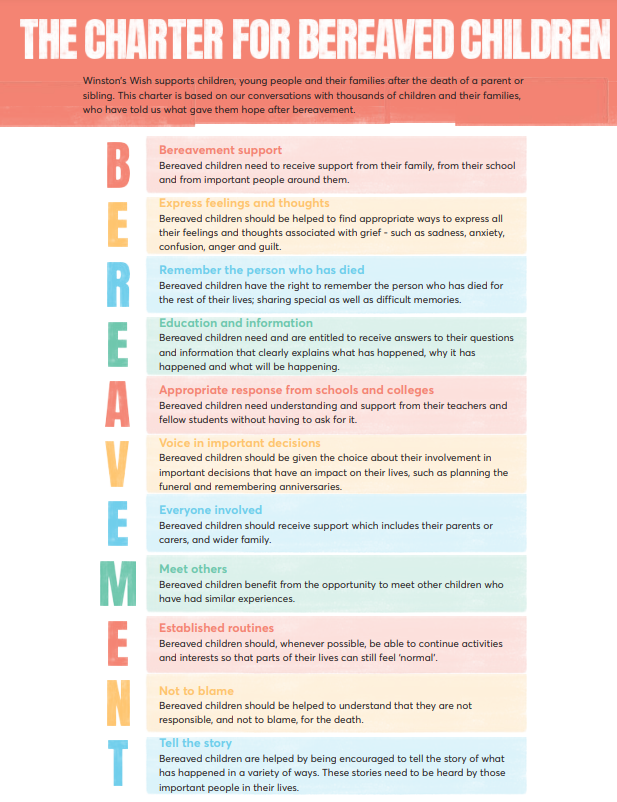 THE CHARTER FOR BEREAVED CHILDREN
Winston's Wish supports children, young people and their families after the death of a parent or
sibling. This charter is based on our conversations with thousands of children and their families,
who have told us what gave them hope after bereavement.
B
Bereavement support
Bereaved children need to receive support from their family, from their school
and from important people around them.
E
Express feelings and thoughts
Bereaved children should be helped to find appropriate ways to express all
their feelings and thoughts associated with grief - such as sadness, anxiety,
confusion, anger and guilt.
R
Remember the person who has died
Bereaved children have the right to remember the person who has died for
the rest of their lives; sharing special as well as difficult memories.
E
Education and information
Bereaved children need and are entitled to receive answers to their questions
and information that clearly explains what has happened, why it has
happened and what will be happening.
A
Appropriate response from schools and colleges
Bereaved children need understanding and support from their teachers and
fellow students without having to ask for it.
V
Voice in important decisions
Bereaved children should be given the choice about their involvement in
important decisions that have an impact on their lives, such as planning the
funeral and remembering anniversaries.
E
Everyone involved
Bereaved children should receive support which includes their parents or
carers, and wider family.
M
Meet others
Bereaved children benefit from the opportunity to meet other children who
have had similar experiences.
E
Established routines
Bereaved children should, whenever possible, be able to continue activities
and interests so that parts of their lives can still feel 'normal'.
N
Not to blame
Bereaved children should be helped to understand that they are not
responsible, and not to blame, for the death.
T
Tell the story
Bereaved children are helped by being encouraged to tell the story of what
has happened in a variety of ways. These stories need to be heard by those
important people in their lives.